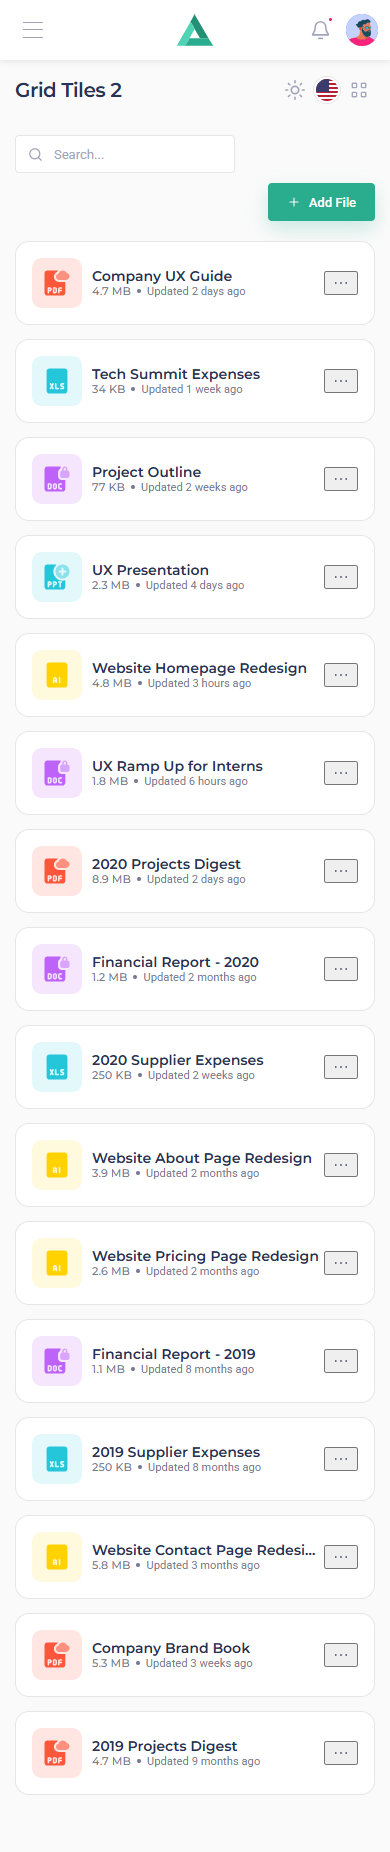 Grid Tiles 2
Search...
+ Add File
PDF
Company UX Guide
4.7 MB • Updated 2 days ago
XLS
Tech Summit Expenses
34 KB • Updated 1 week ago
DOC
Project Outline
77 KB • Updated 2 weeks ago
PPT
UX Presentation
2.3 MB • Updated 4 days ago
AI
Website Homepage Redesign
4.8 MB • Updated 3 hours ago
DOC
UX Ramp Up for Interns
1.8 MB • Updated 6 hours ago
PDF
2020 Projects Digest
8.9 MB • Updated 2 days ago
DOC
Financial Report - 2020
1.2 MB • Updated 2 months ago
XLS
2020 Supplier Expenses
250 KB • Updated 2 weeks ago
AI
Website About Page Redesign
3.9 MB • Updated 2 months ago
AI
Website Pricing Page Redesign
2.6 MB • Updated 2 months ago
DOC
Financial Report - 2019
1.1 MB • Updated 8 months ago
XLS
2019 Supplier Expenses
250 KB • Updated 8 months ago
AI
Website Contact Page Redesi...
5.8 MB • Updated 3 months ago
PDF
Company Brand Book
5.3 MB • Updated 3 weeks ago
PDF
2019 Projects Digest
4.7 MB • Updated 9 months ago